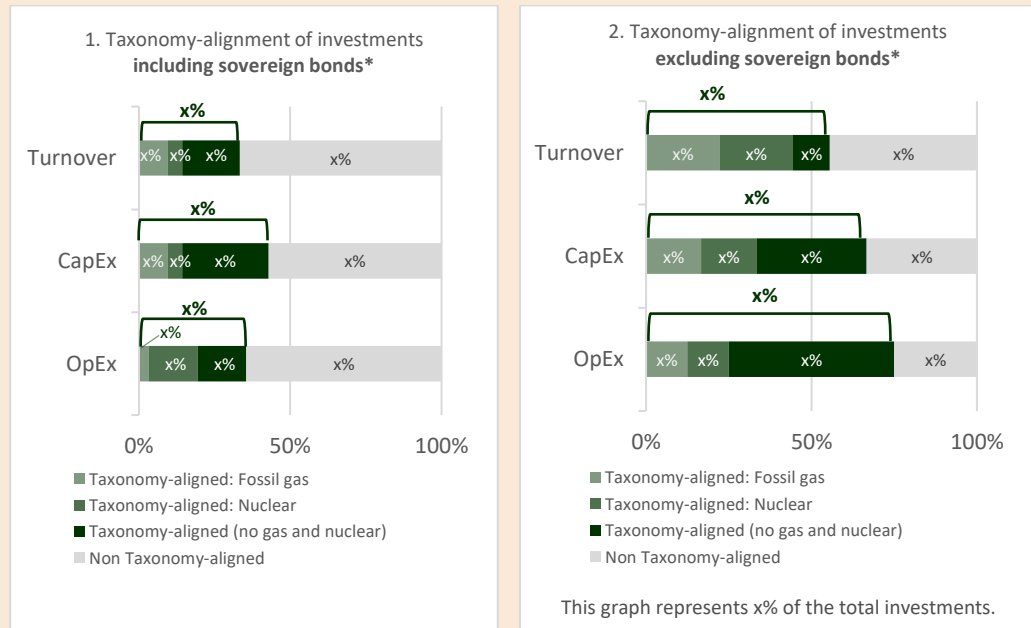 1. Taxonomy-alignment of investments
including sovereign bonds*
x%
Turnover
x% x% x% x%
x%
CapEx
x% x% x% x%
x%
x%
OpEx
x% x% x%
0% 50% 100%
Taxonomy-aligned: Fossil gas
Taxonomy-aligned: Nuclear
Taxonomy-aligned (no gas and nuclear)
Non Taxonomy-aligned
2. Taxonomy-alignment of investments
excluding sovereign bonds*
x%
Turnover
x% x% x% x%
x%
CapEx
x% x% x% x%
x%
OpEx
x% x% x% x%
0% 50% 100%
Taxonomy-aligned: Fossil gas
Taxonomy-aligned: Nuclear
Taxonomy-aligned (no gas and nuclear)
Non Taxonomy-aligned
This graph represents x% of the total investments.